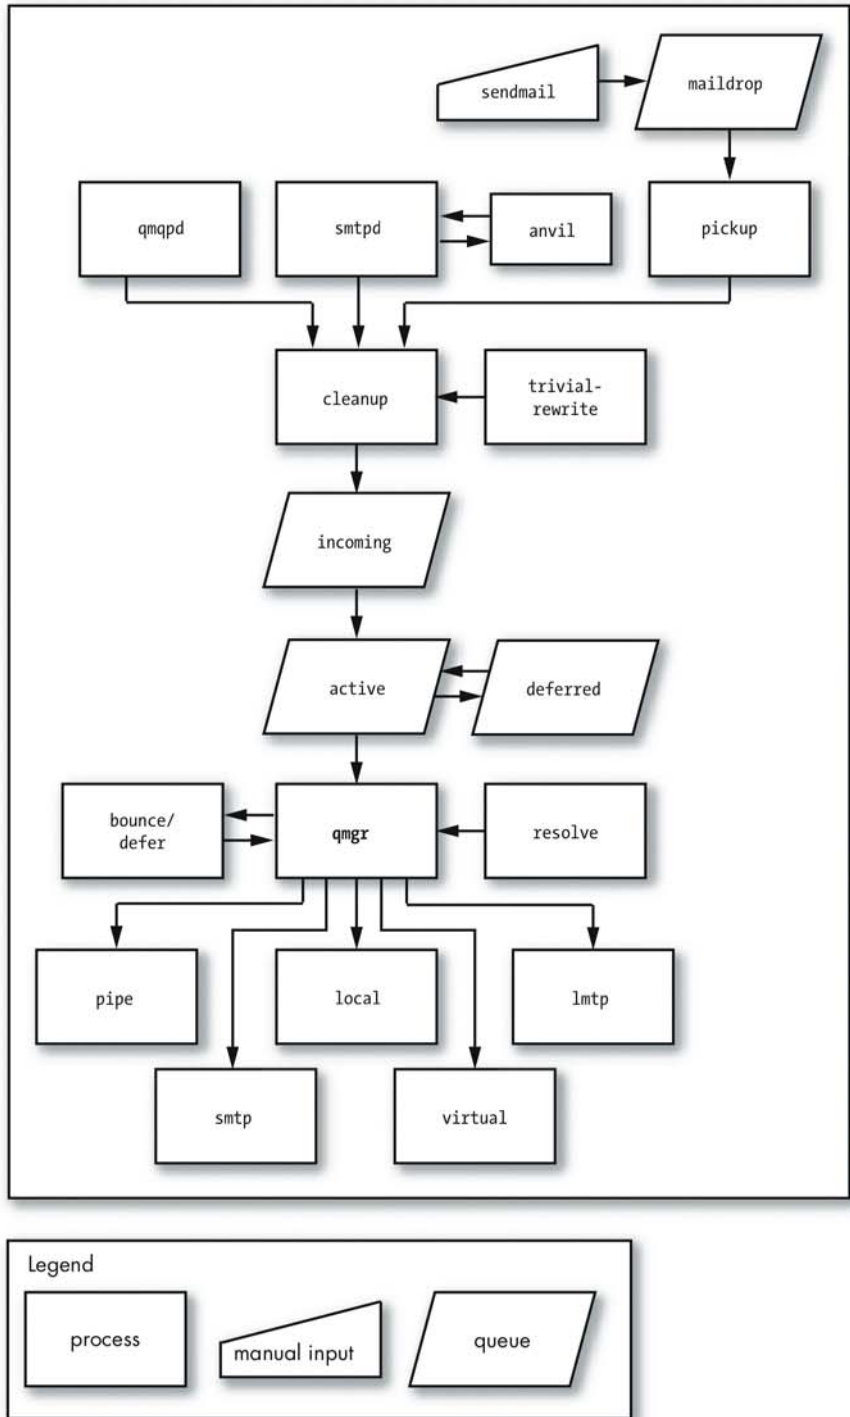 sendmail
maildrop
qmqpd
smtpd
anvil
pickup
cleanup
trivial-
rewrite
incoming
active
deferred
bounce/
defer
qmgr
resolve
pipe
local
lmtp
smtp
virtual
Legend
process
manual input
queue